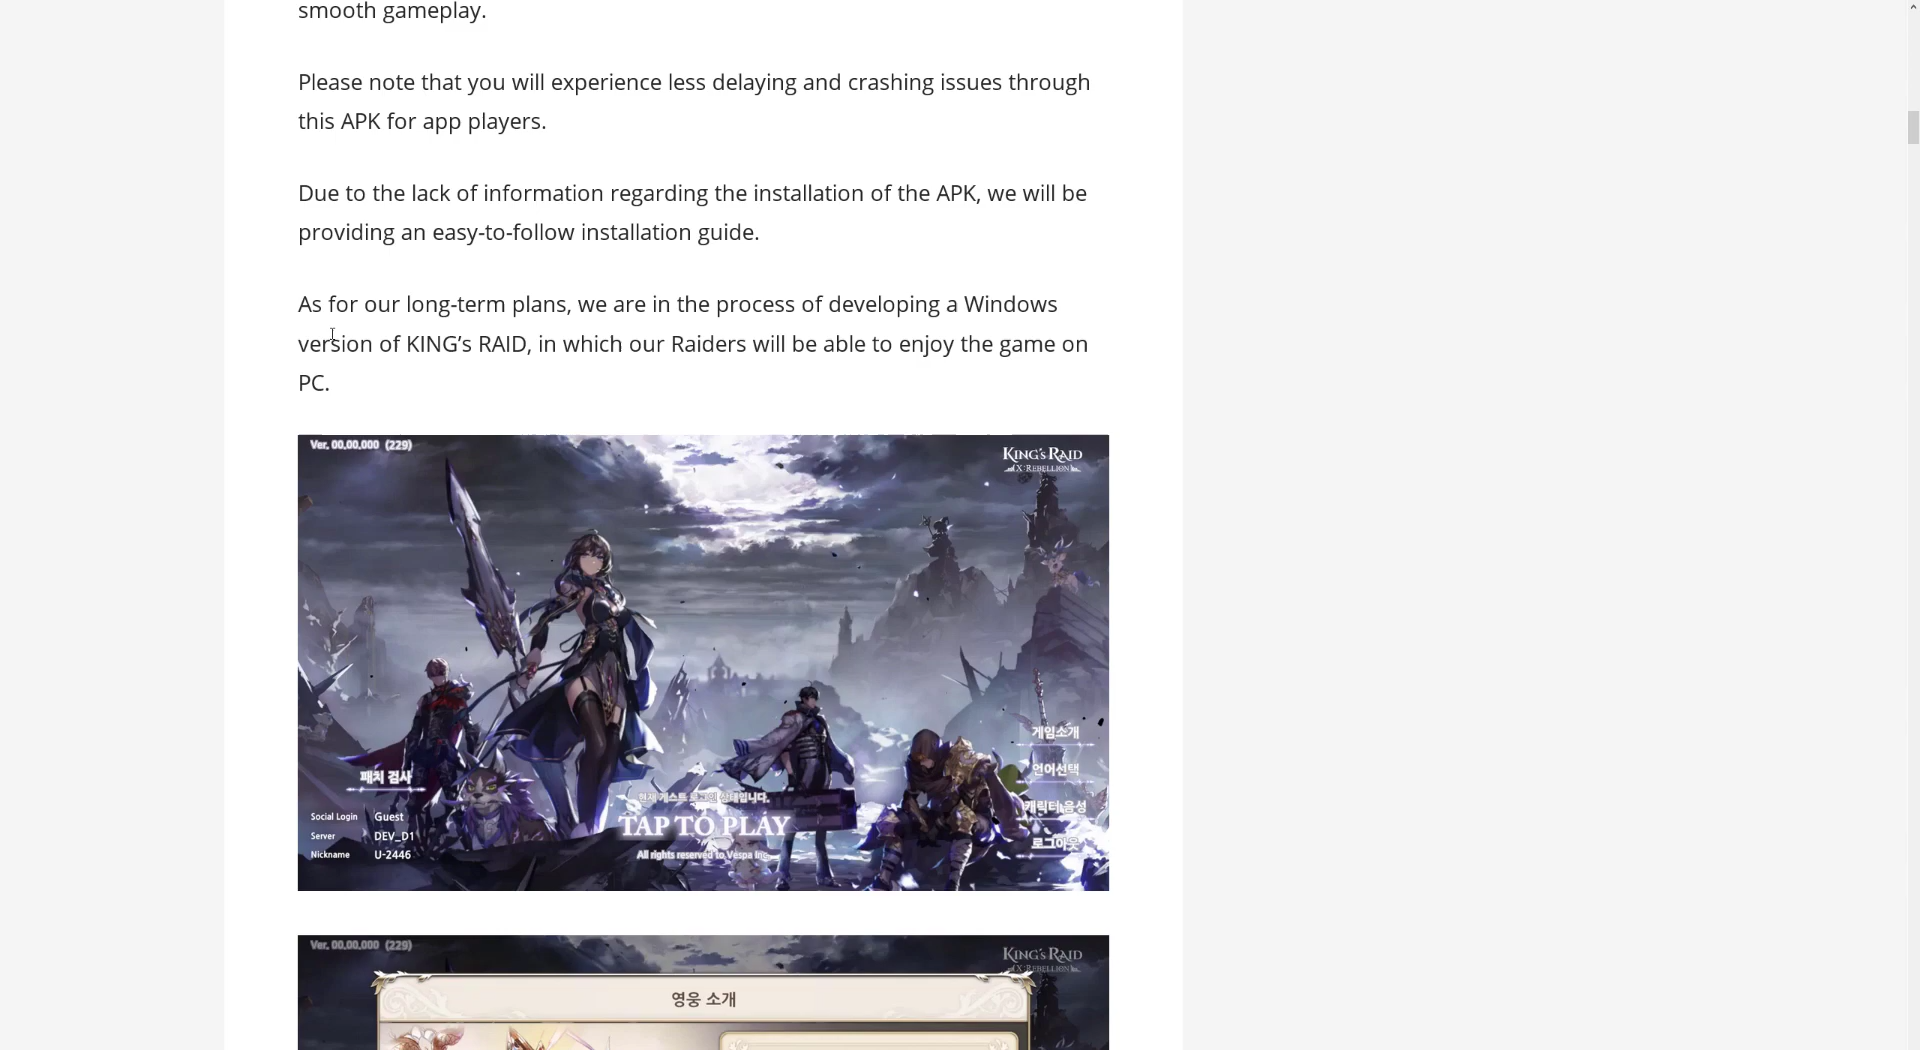 smooth gameplay.
Please note that you will experience less delaying and crashing issues through
this APK for app players.
Due to the lack of information regarding the installation of the APK, we will be
providing an easy-to-follow installation guide.
As for our long-term plans, we are in the process of developing a Windows
version of KING’s RAID, in which our Raiders will be able to enjoy the game on
PC.
Ver. 00.00.000 (229)
KING's RAID
IX:REBELLION
게임소개
언어선택
캐릭터 음성
로그아웃
패치 검사
Social Login Guest
Server DEV_D1
Nickname U-2446
현재 게스트 로그인 상태입니다.
TAP TO PLAY
All rights reserved to Vespa Inc.
Ver. 00.00.000 (229)
KING's RAID
IX:REBELLION
영웅 소개